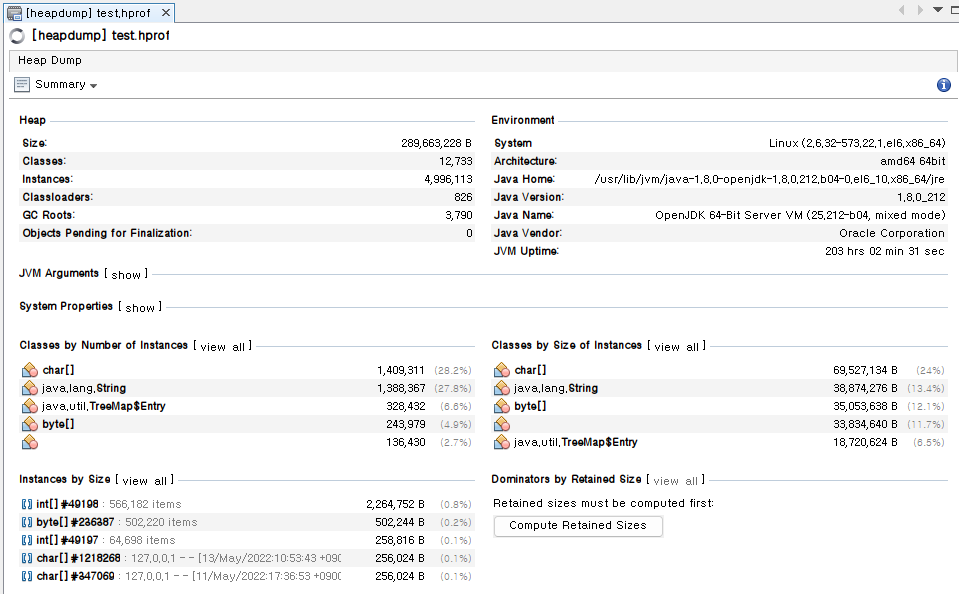 [heapdump] test.hprof
[heapdump] test.hprof
Heap Dump
Summary
Heap
Size: 289,663,228 B
Classes: 12,733
Instances: 4,996,113
Classloaders: 826
GC Roots: 3,790
Objects Pending for Finalization: 0
Environment
System Linux (2.6.32-573.22.1.el6.x86_64)
Architecture: amd64 64bit
Java Home: /usr/lib/jvm/java-1.8.0-openjdk-1.8.0.212.b04-0.el6_10.x86_64/jre
Java Version: 1.8.0_212
Java Name: OpenJDK 64-Bit Server VM (25.212-b04, mixed mode)
Java Vendor: Oracle Corporation
JVM Uptime: 203 hrs 02 min 31 sec
JVM Arguments [ show ]
System Properties [ show ]
Classes by Number of Instances [ view all ]
char[] 1,409,311 (28.2%)
java.lang.String 1,388,367 (27.8%)
java.util.TreeMap$Entry 328,432 (6.6%)
byte[] 243,979 (4.9%)
136,430 (2.7%)
Classes by Size of Instances [ view all ]
char[] 69,527,134 B (24%)
java.lang.String 38,874,276 B (13.4%)
byte[] 35,053,638 B (12.1%)
33,834,640 B (11.7%)
java.util.TreeMap$Entry 18,720,624 B (6.5%)
Instances by Size [ view all ]
int[] #49198 : 566,182 items 2,264,752 B (0.8%)
byte[] #236387 : 502,220 items 502,244 B (0.2%)
int[] #49197 : 64,698 items 258,816 B (0.1%)
char[] #1218268 : 127.0.0.1 - - [13/May/2022:10:53:43 +090 256,024 B (0.1%)
char[] #347069 : 127.0.0.1 - - [11/May/2022:17:36:53 +090 256,024 B (0.1%)
Dominators by Retained Size [ view all ]
Retained sizes must be computed first:
Compute Retained Sizes